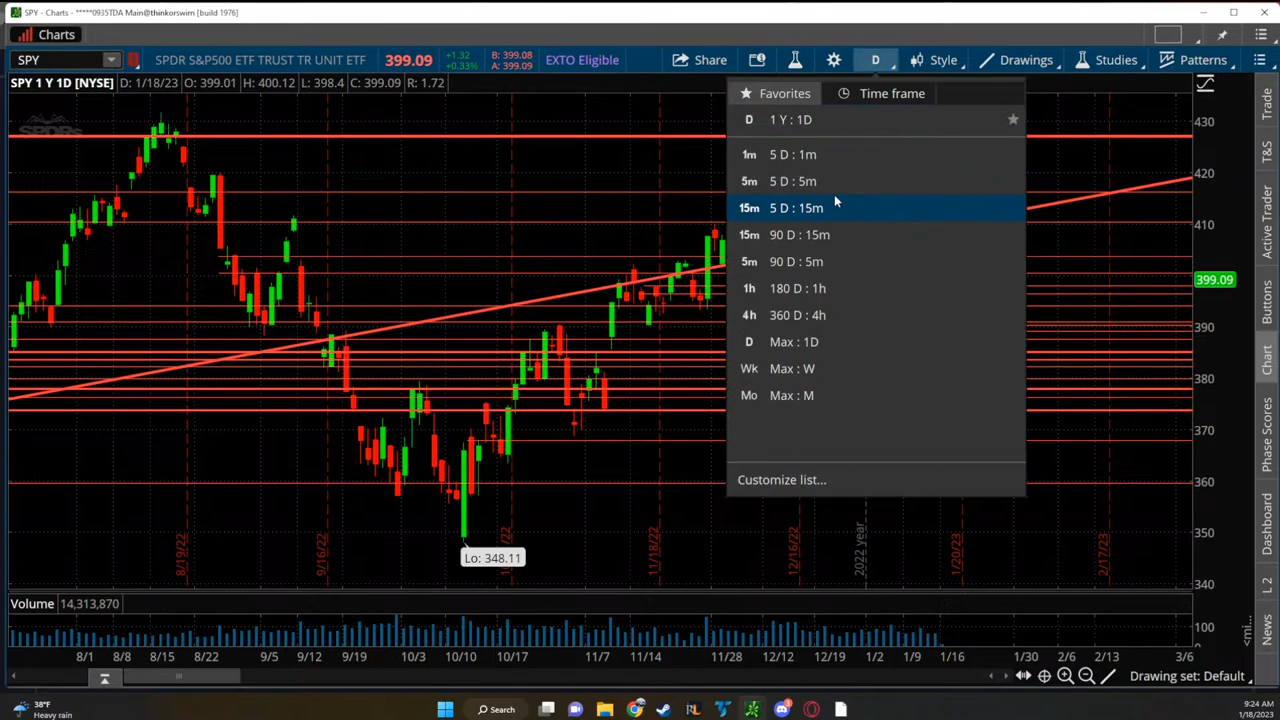 SPY - Charts - *****0935TDA Main@thinkorswim [build 1976]
Charts
SPY
SPDR S&P500 ETF TRUST TR UNIT ETF
399.09
+1.32
+0.33%
B: 399.08
A: 399.09
EXTO Eligible
Share
D
Style
Drawings
Studies
Patterns
SPY 1 Y 1D [NYSE]
D: 1/18/23
O: 399.01
H: 400.12
L: 398.4
C: 399.09
R: 1.72
SPDRs
Favorites
Time frame
D 1 Y : 1D
1m 5 D : 1m
5m 5 D : 5m
15m 5 D : 15m
15m 90 D : 15m
5m 90 D : 5m
1h 180 D : 1h
4h 360 D : 4h
D Max : 1D
Wk Max : W
Mo Max : M
Customize list...
430
420
410
399.09
390
380
370
360
350
340
Lo: 348.11
8/19/22
9/16/22
11/18/22
12/16/22
2022 year
1/20/23
2/17/23
Volume
14,313,870
100
0
8/1 8/8 8/15 8/22 9/5 9/12 9/19 10/3 10/10 10/17 11/7 11/14 11/28 12/12 12/19 1/2 1/9 1/16 1/30 2/6 2/13 3/6
Drawing set: Default
Trade
T&S
Active Trader
Buttons
Chart
Phase Scores
Dashboard
L 2
News
38°F
Heavy rain
Search
RL
3
9:24 AM
1/18/2023